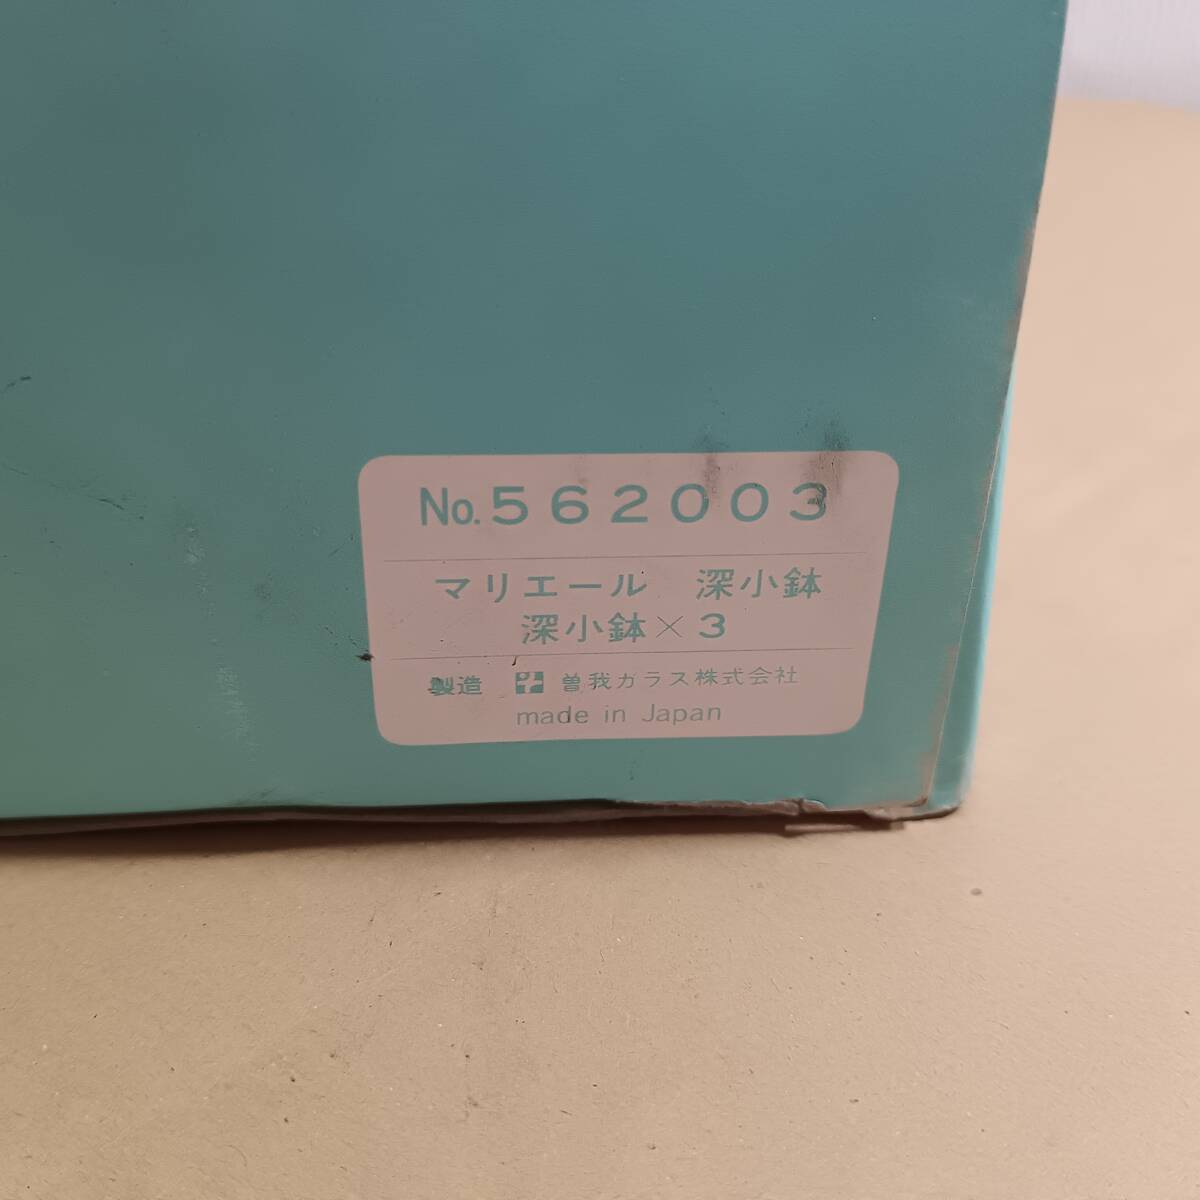 No.562003
マリエール 深小鉢
深小鉢×3
製造 曽我ガラス株式会社
made in Japan